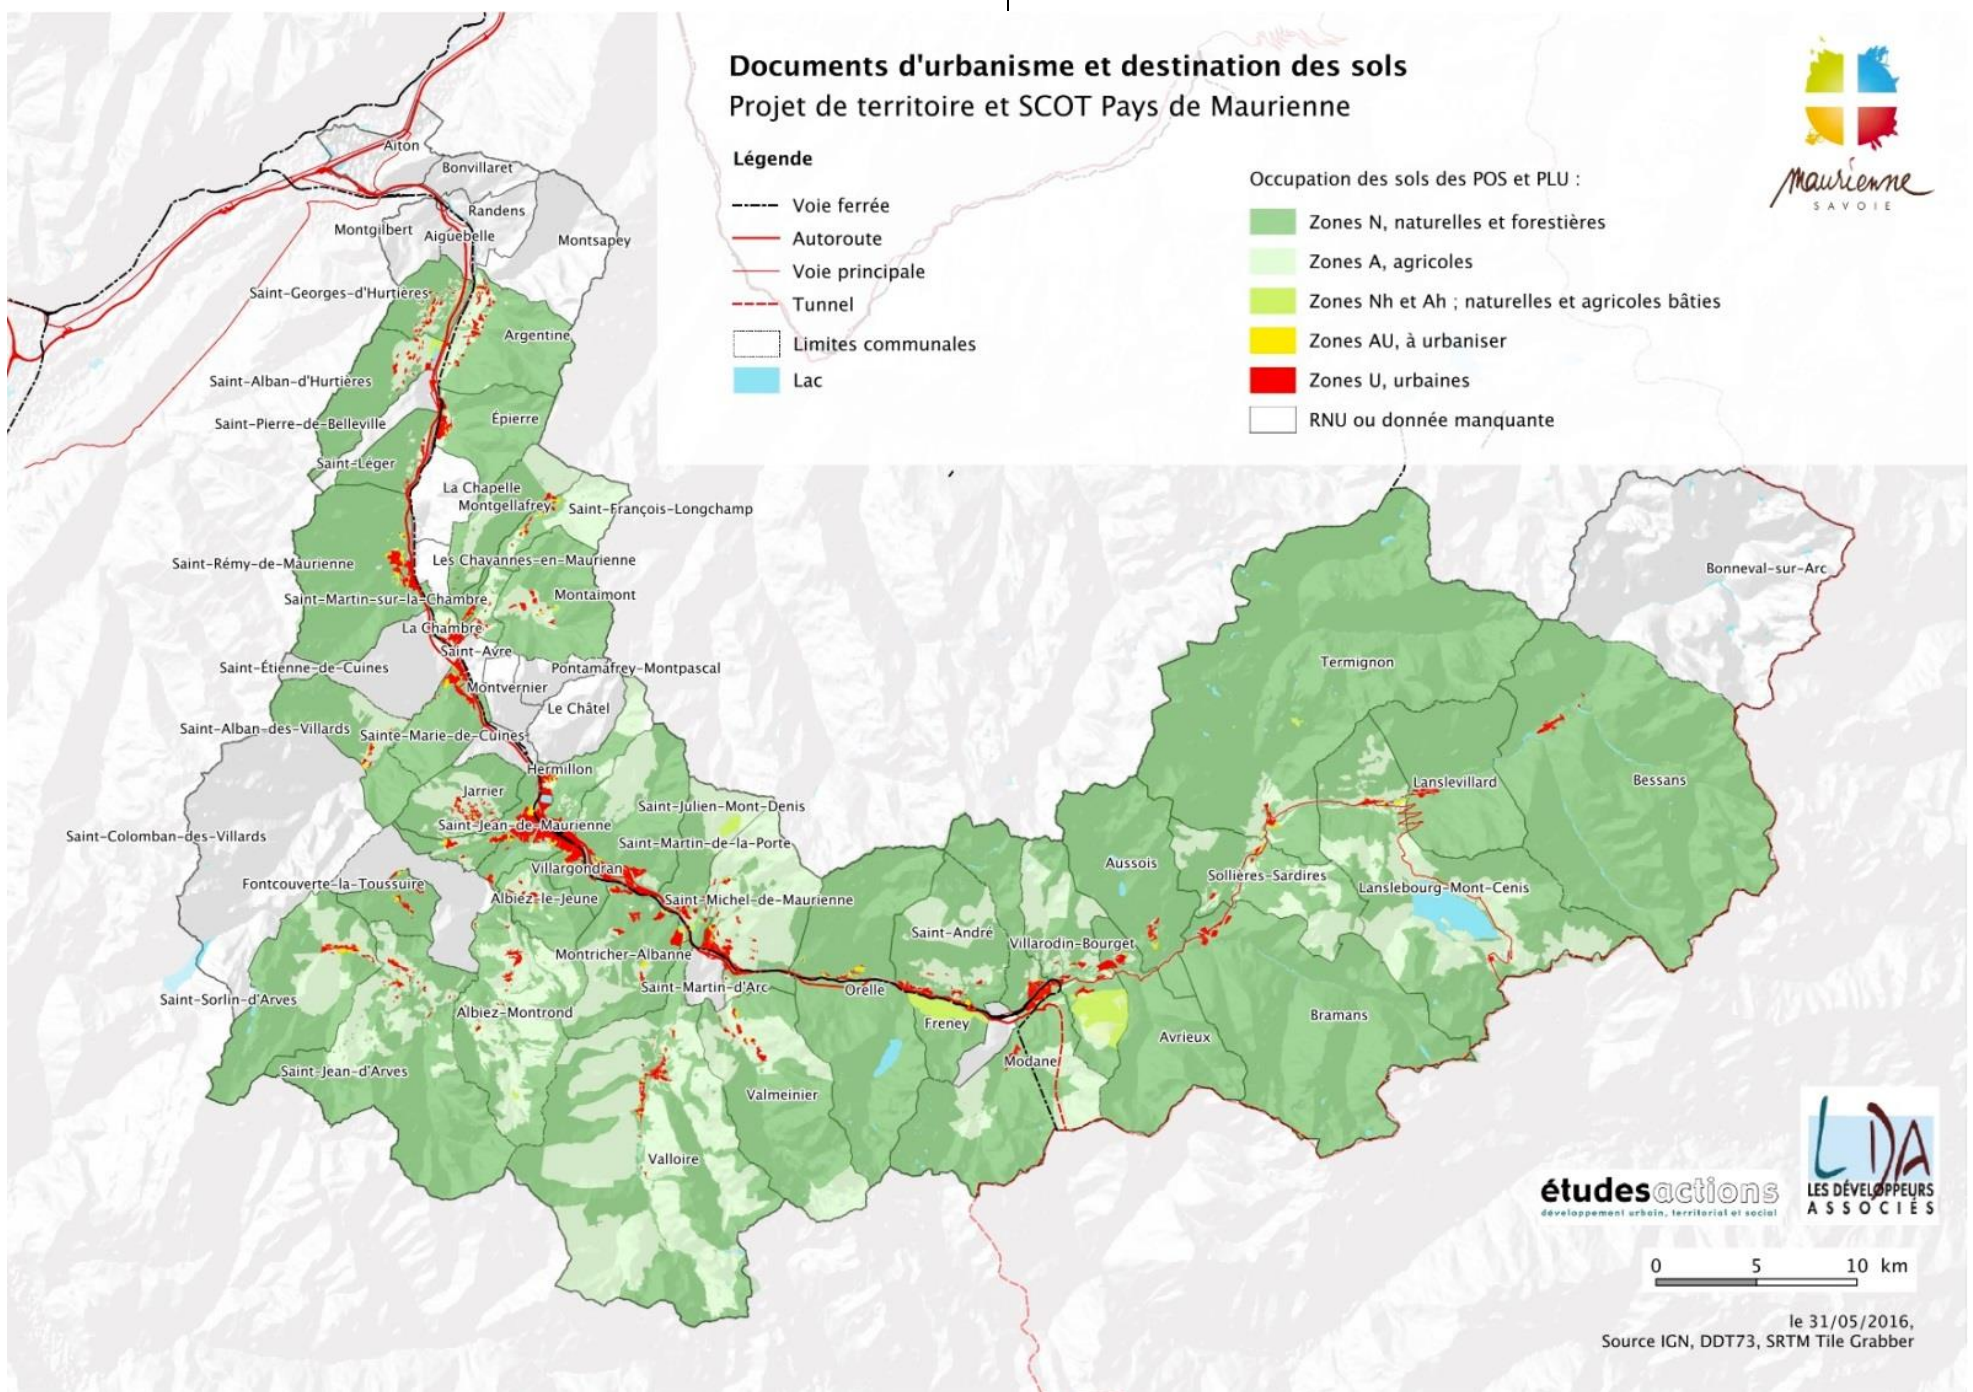 Documents d'urbanisme et destination des sols
Projet de territoire et SCOT Pays de Maurienne
Maurienne
SAVOIE
Légende
Voie ferrée
Autoroute
Voie principale
Tunnel
Limites communales
Lac
Occupation des sols des POS et PLU :
Zones N, naturelles et forestières
Zones A, agricoles
Zones Nh et Ah ; naturelles et agricoles bâties
Zones AU, à urbaniser
Zones U, urbaines
RNU ou donnée manquante
Aiton
Bonvillaret
Randens
Montgilbert
Aiguebelle
Montsapey
Saint-Georges-d'Hurtières
Argentine
Saint-Alban-d'Hurtières
Saint-Pierre-de-Belleville
Épierre
Saint-Léger
La Chapelle
Montgellafrey
Saint-François-Longchamp
Saint-Rémy-de-Maurienne
Les Chavannes-en-Maurienne
Saint-Martin-sur-la-Chambre
Montaimont
La Chambre
Saint-Avre
Saint-Étienne-de-Cuines
Pontamafrey-Montpascal
Montvernier
Le Châtel
Saint-Alban-des-Villards
Sainte-Marie-de-Cuines
Hermillon
Jarrier
Saint-Julien-Mont-Denis
Saint-Jean-de-Maurienne
Saint-Colomban-des-Villards
Saint-Martin-de-la-Porte
Villargondran
Fontcouverte-la-Toussuire
Albiez-le-Jeune
Saint-Michel-de-Maurienne
Montricher-Albanne
Saint-Martin-d'Arc
Saint-Sorlin-d'Arves
Albiez-Montrond
Saint-Jean-d'Arves
Valmeinier
Valloire
Orelle
Saint-André
Freney
Modane
Villarodin-Bourget
Aussois
Avrieux
Bramans
Sollières-Sardires
Lanslebourg-Mont-Cenis
Lanslevillard
Termignon
Bessans
Bonneval-sur-Arc
étudesactions
développement urbain, territorial et social
LDA
LES DÉVELOPPEURS
ASSOCIÉS
0 5 10 km
le 31/05/2016,
Source IGN, DDT73, SRTM Tile Grabber